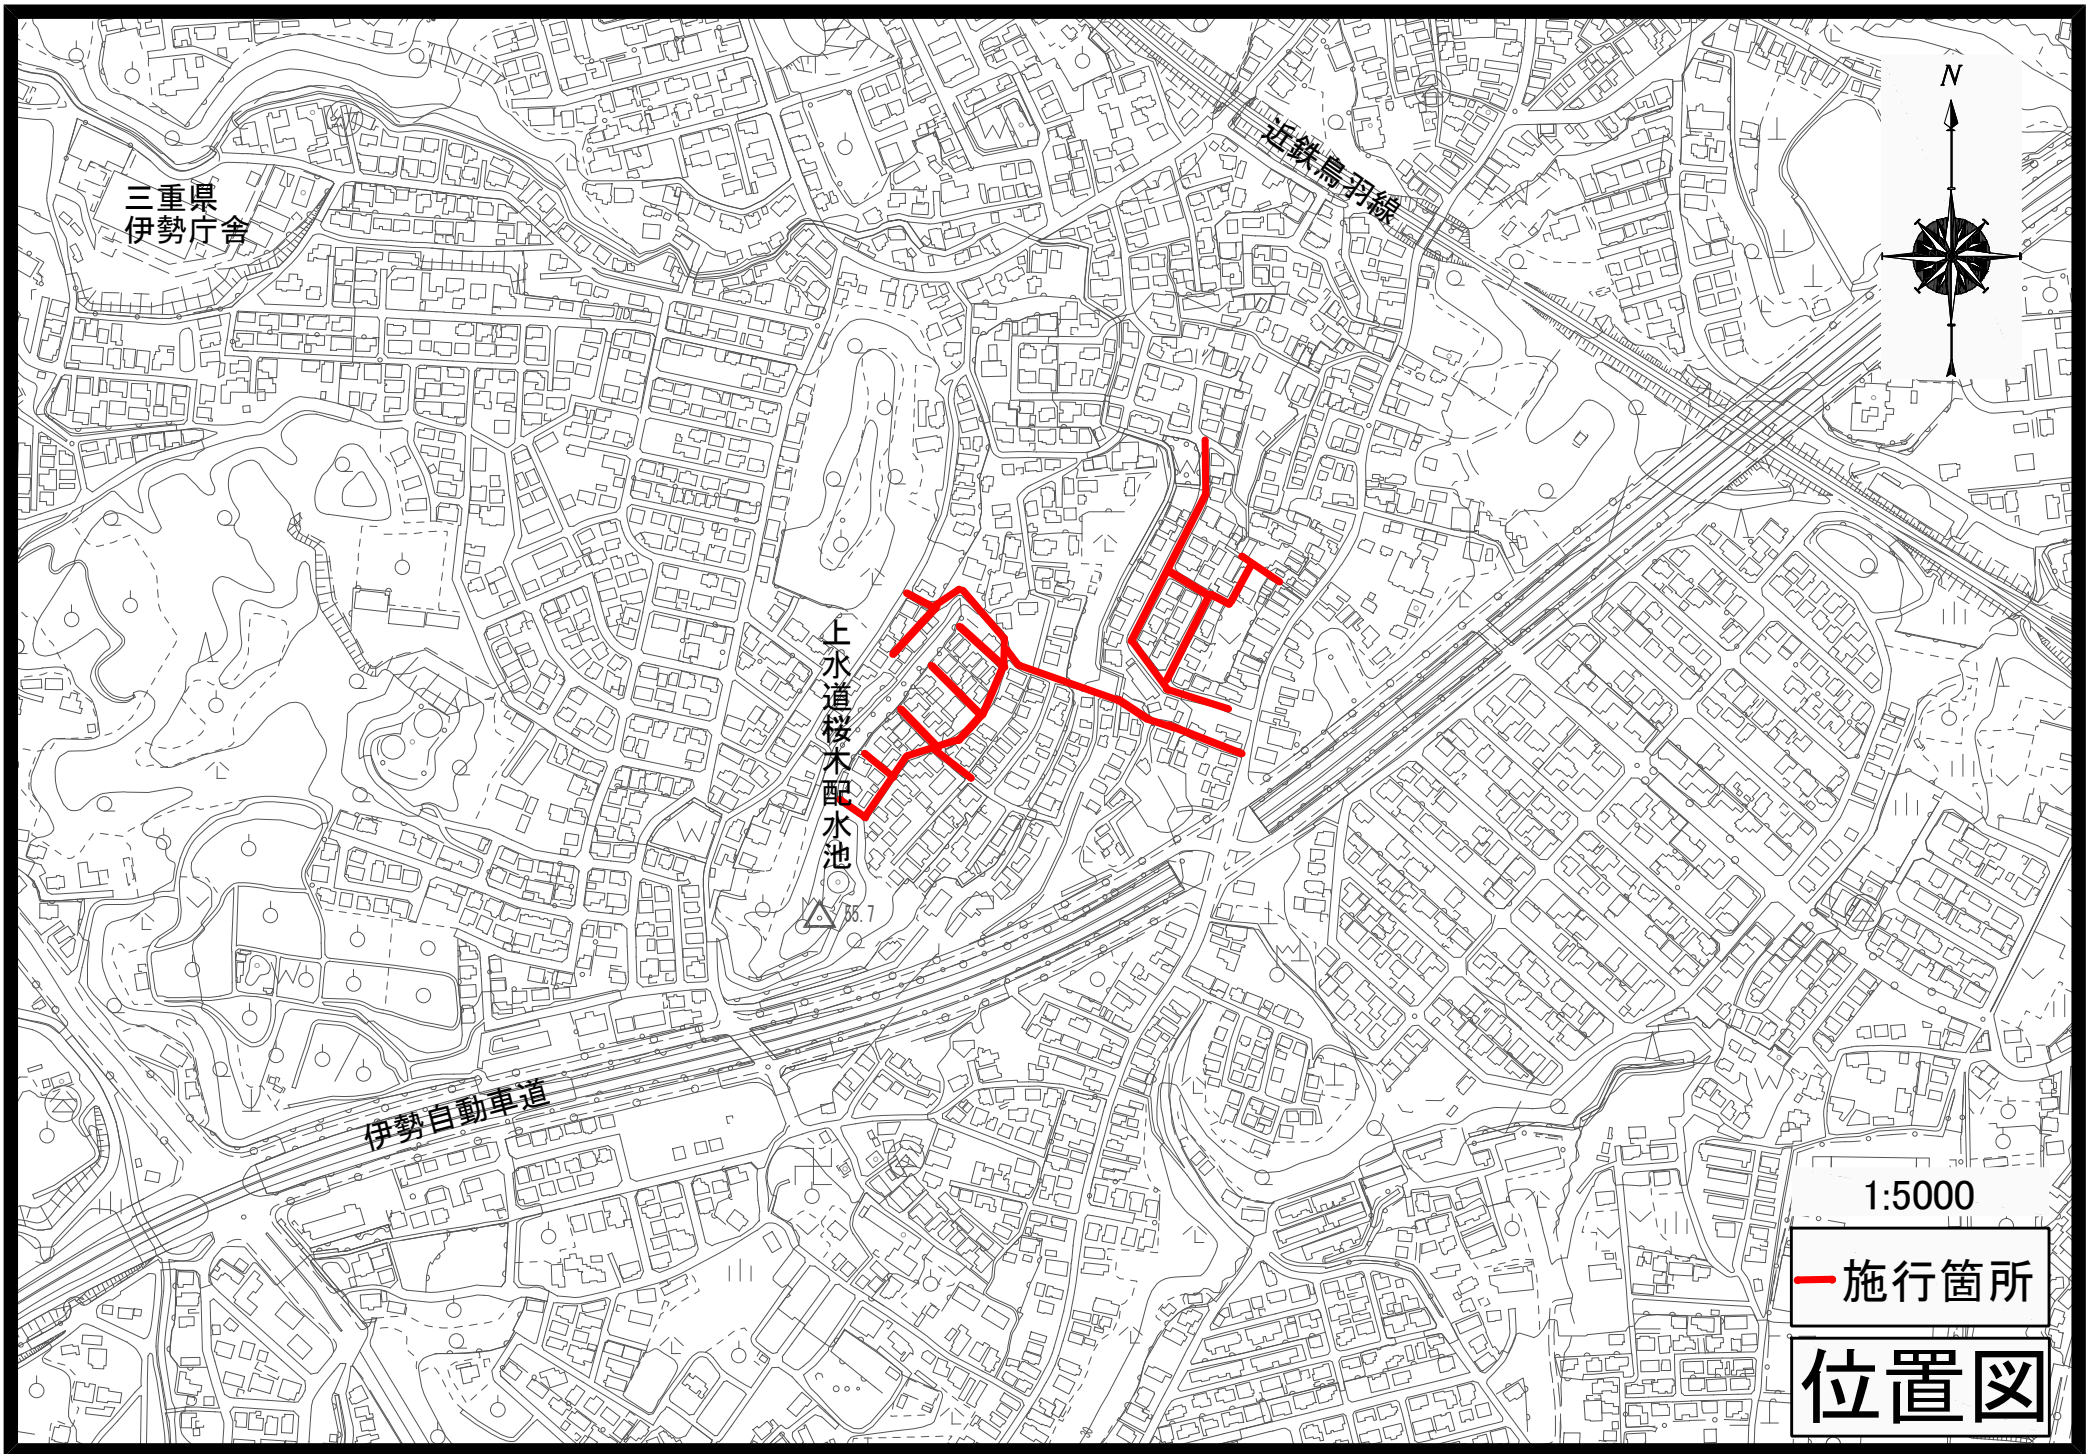 N
近鉄鳥羽線
三重県
伊勢庁舎
上水道桜木配水池
55.7
伊勢自動車道
1:5000
施行箇所
位置図